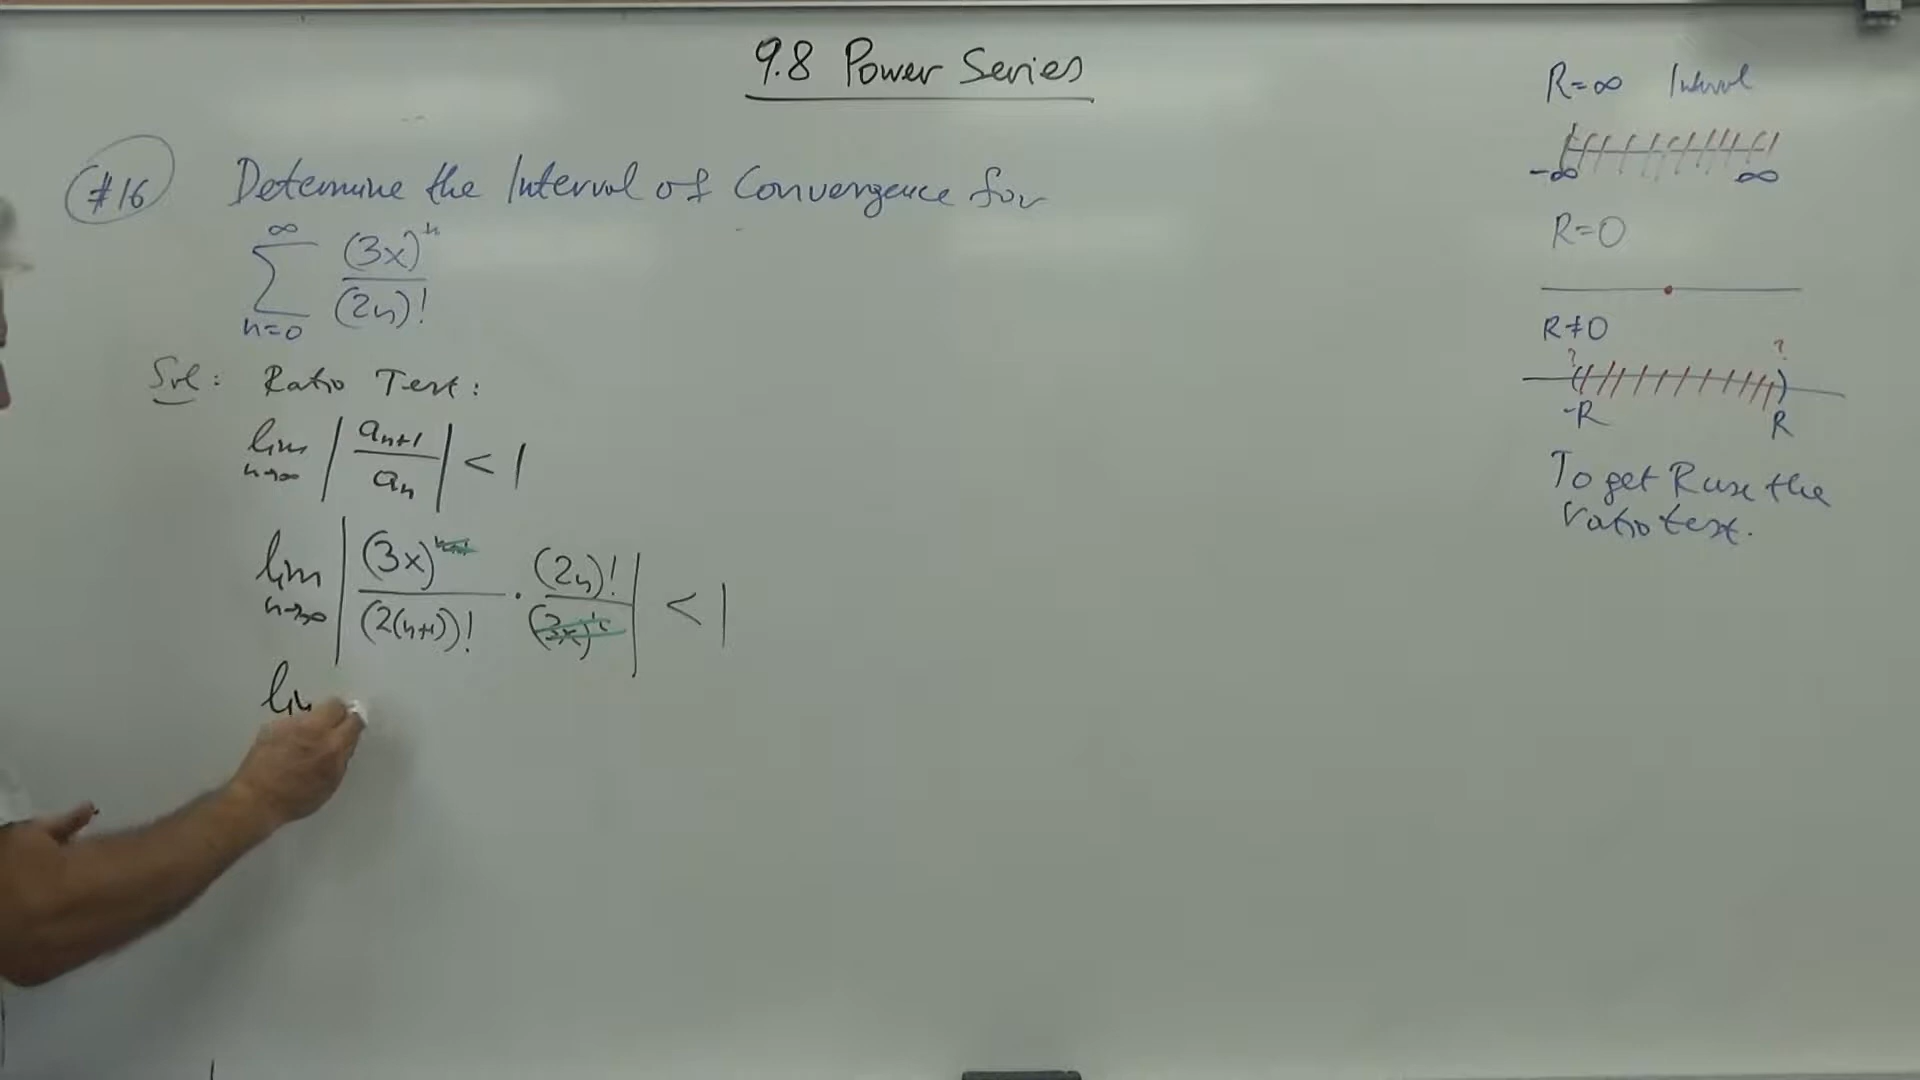 9.8 Power Series
#16 Determine the Interval of Convergence for
∞
∑ (3x)^n / (2n)!
n=0
Sol: Ratio Test:
lim n→∞ | a_{n+1} / a_n | < 1
lim n→∞ | (3x)^{n+1} / (2(n+1))! · (2n)! / (3x)^n | < 1
lim
R=∞ Interval
-∞ ∞
R=0
R≠0
? ?
-R R
To get R use the
ratio test.